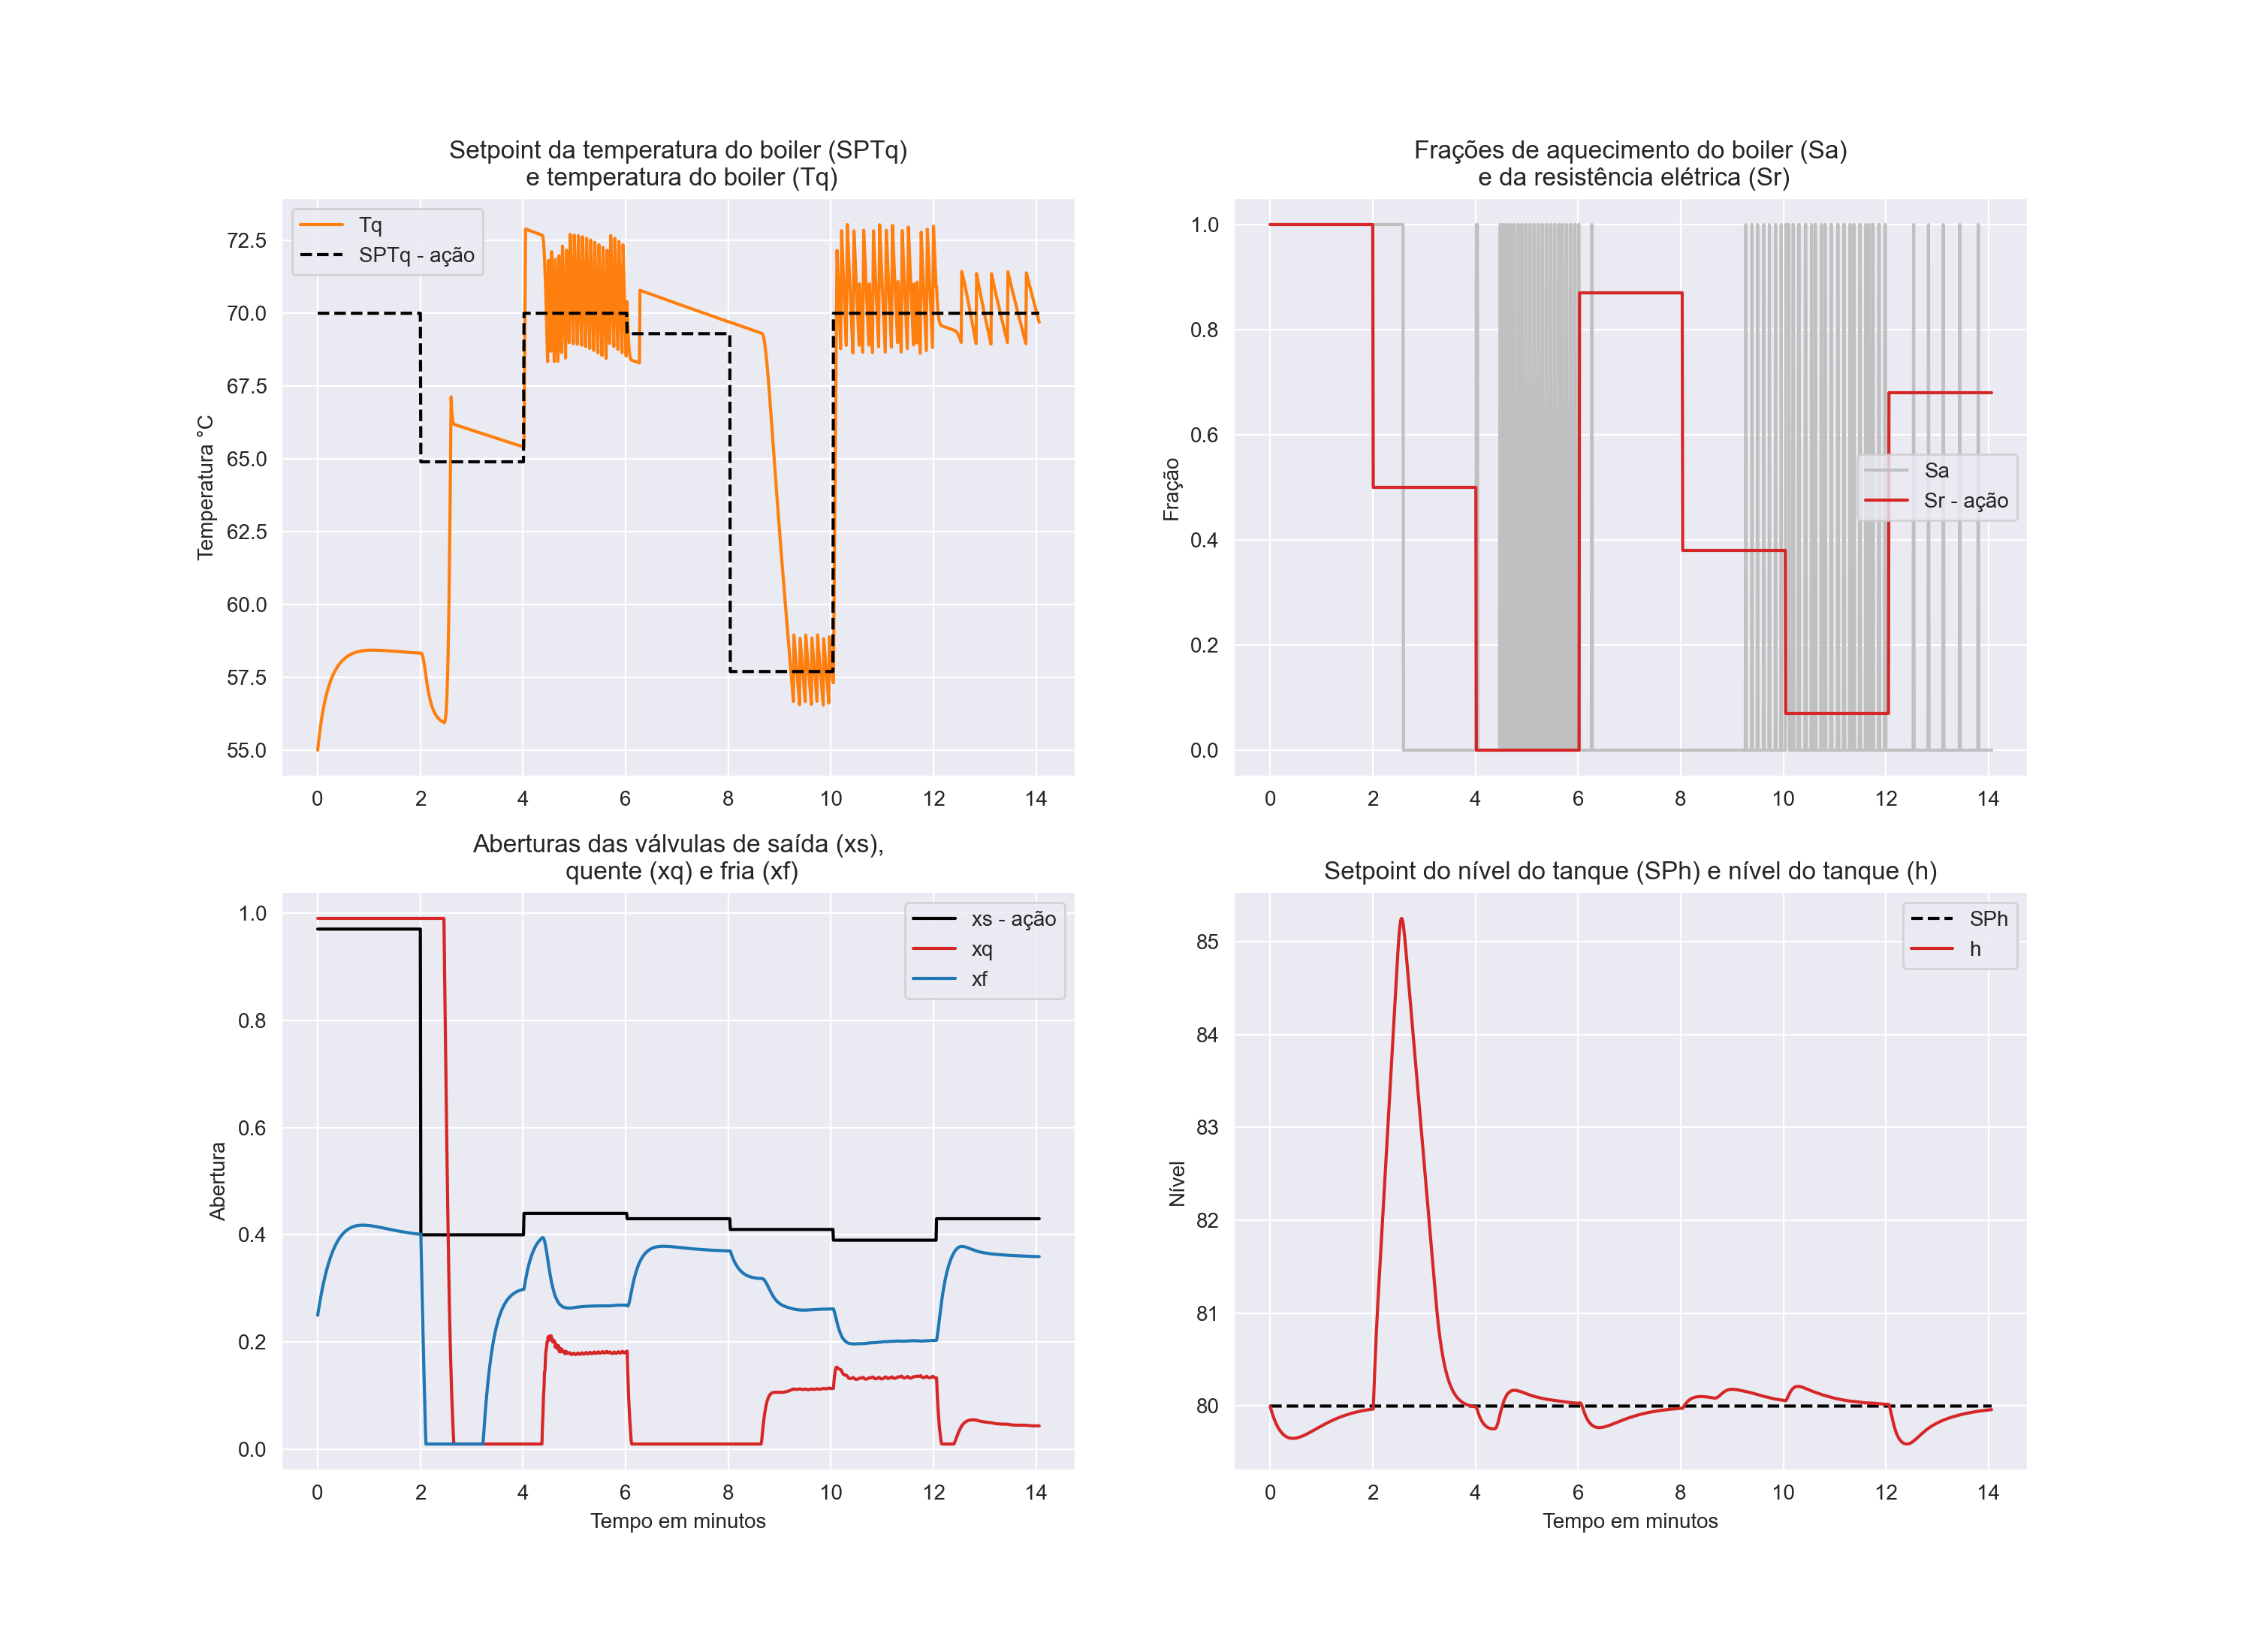 Setpoint da temperatura do boiler (SPTq)
e temperatura do boiler (Tq)
Temperatura °C
72.5
70.0
67.5
65.0
62.5
60.0
57.5
55.0
Tq
SPTq - ação
0 2 4 6 8 10 12 14
Frações de aquecimento do boiler (Sa)
e da resistência elétrica (Sr)
Fração
1.0
0.8
0.6
0.4
0.2
0.0
Sa
Sr - ação
0 2 4 6 8 10 12 14
Aberturas das válvulas de saída (xs),
quente (xq) e fria (xf)
Abertura
1.0
0.8
0.6
0.4
0.2
0.0
xs - ação
xq
xf
0 2 4 6 8 10 12 14
Tempo em minutos
Setpoint do nível do tanque (SPh) e nível do tanque (h)
Nível
85
84
83
82
81
80
SPh
h
0 2 4 6 8 10 12 14
Tempo em minutos